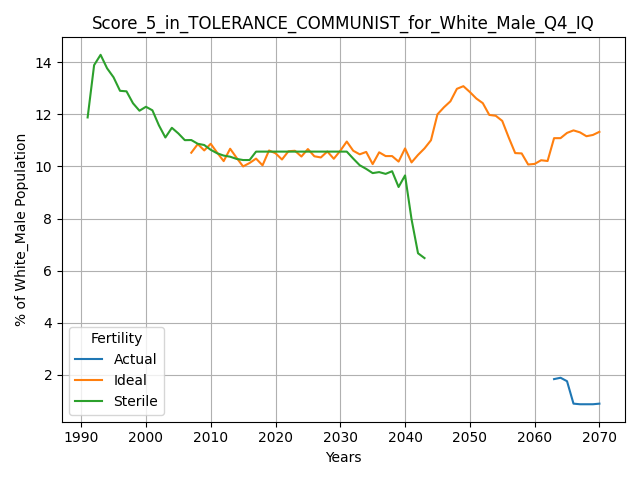 Score_5_in_TOLERANCE_COMMUNIST_for_White_Male_Q4_IQ
% of White_Male Population
14
12
10
8
6
4
2
Fertility
Actual
Ideal
Sterile
1990 2000 2010 2020 2030 2040 2050 2060 2070
Years